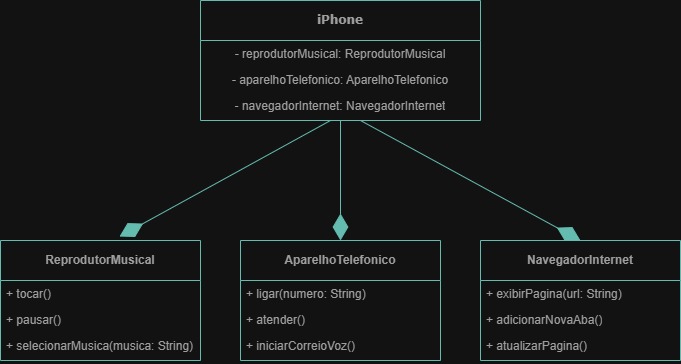 iPhone
- reprodutorMusical: ReprodutorMusical
- aparelhoTelefonico: AparelhoTelefonico
- navegadorInternet: NavegadorInternet
ReprodutorMusical
+ tocar()
+ pausar()
+ selecionarMusica(musica: String)
AparelhoTelefonico
+ ligar(numero: String)
+ atender()
+ iniciarCorreioVoz()
NavegadorInternet
+ exibirPagina(url: String)
+ adicionarNovaAba()
+ atualizarPagina()